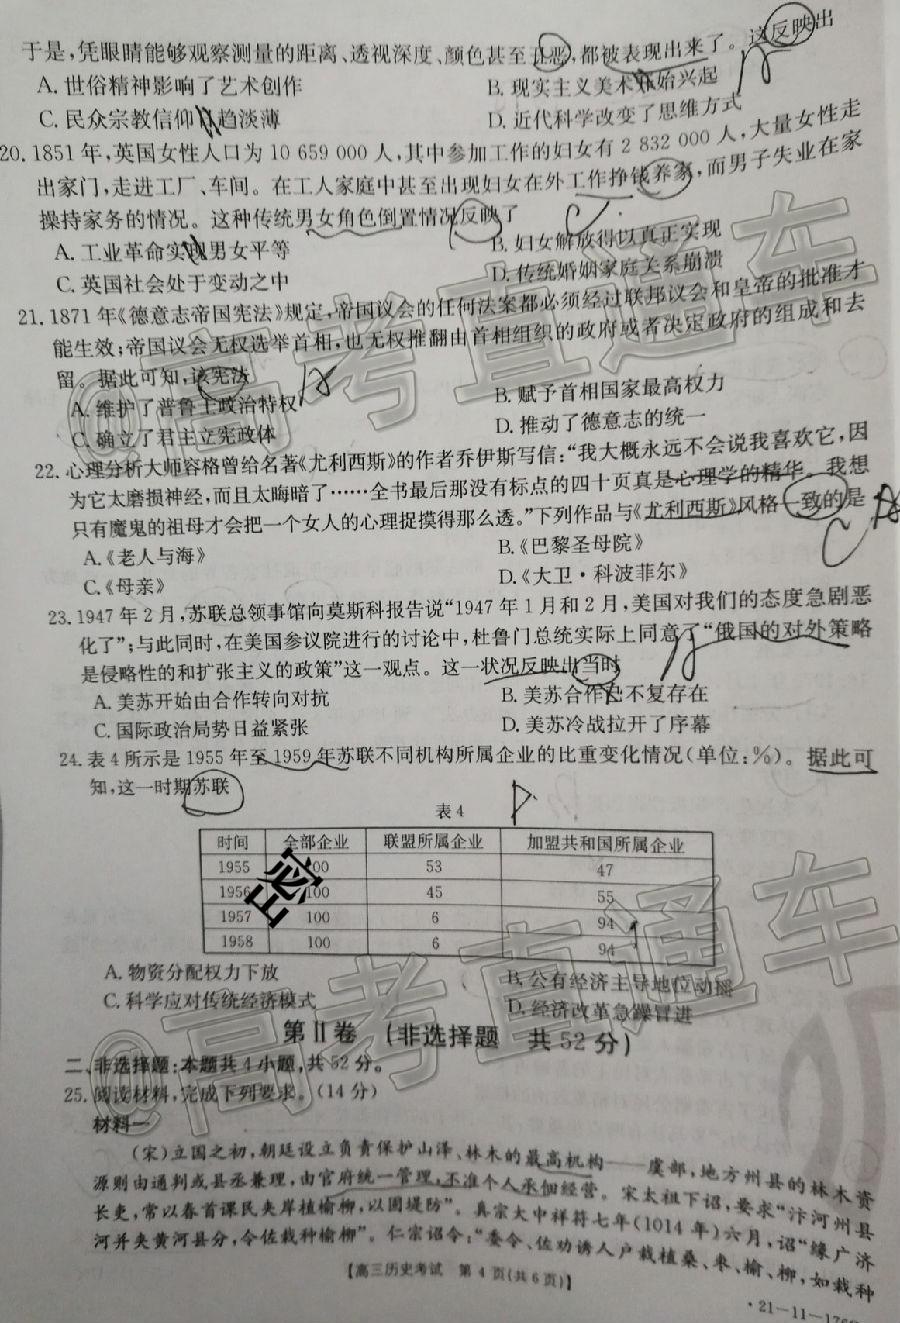 于是,凭眼睛能够观察测量的距离、透视深度、颜色甚至丑恶,都被表现出来了。这反映出
A. 世俗精神影响了艺术创作
B. 现实主义美术开始兴起
C. 民众宗教信仰日趋淡薄
D. 近代科学改变了思维方式
20. 1851年,英国女性人口为10 659 000人,其中参加工作的妇女有2 832 000人,大量女性走
出家门,走进工厂、车间。在工人家庭中甚至出现妇女在外工作挣钱养家,而男子失业在家
操持家务的情况。这种传统男女角色倒置情况反映了
A. 工业革命实现男女平等
B. 妇女解放得以真正实现
C. 英国社会处于变动之中
D. 传统婚姻家庭关系崩溃
21. 1871年《德意志帝国宪法》规定,帝国议会的任何法案都必须经过联邦议会和皇帝的批准才
能生效;帝国议会无权选举首相,也无权推翻由首相组织的政府或者决定政府的组成和去
留。据此可知,该宪法
A. 维护了普鲁士政治特权
B. 赋予首相国家最高权力
C. 确立了君主立宪政体
D. 推动了德意志的统一
22. 心理分析大师容格曾给名著《尤利西斯》的作者乔伊斯写信:“我大概永远不会说我喜欢它,因
为它太磨损神经,而且太晦暗了……全书最后那没有标点的四十页真是心理学的精华。我想
只有魔鬼的祖母才会把一个女人的心理捉摸得那么透。”下列作品与《尤利西斯》风格一致的是
A.《老人与海》
B.《巴黎圣母院》
C.《母亲》
D.《大卫·科波菲尔》
23. 1947年2月,苏联总领事馆向莫斯科报告说“1947年1月和2月,美国对我们的态度急剧恶
化了”;与此同时,在美国参议院进行的讨论中,杜鲁门总统实际上同意了“俄国的对外策略
是侵略性的和扩张主义的政策”这一观点。这一状况反映出当时
A. 美苏开始由合作转向对抗
B. 美苏合作已不复存在
C. 国际政治局势日益紧张
D. 美苏冷战拉开了序幕
24. 表4所示是1955年至1959年苏联不同机构所属企业的比重变化情况(单位:%)。据此可
知,这一时期苏联
表4
时间 全部企业 联盟所属企业 加盟共和国所属企业
1955 100 53 47
1956 100 45 55
1957 100 6 94
1958 100 6 94
A. 物资分配权力下放
B. 公有经济主导地位动摇
C. 科学应对传统经济模式
D. 经济改革急躁冒进
第Ⅱ卷 (非选择题 共52分)
二、非选择题:本题共4小题,共52分。
25. 阅读材料,完成下列要求。(14分)
材料一
(宋)立国之初,朝廷设立负责保护山泽、林木的最高机构——虞部,地方州县的林木资
源则由通判或县丞兼理,由官府统一管理,不准个人承佃经营。宋太祖下诏,要求“汴河州县
长吏,常以春首课民夹岸植榆柳,以固堤防”。真宗大中祥符七年(1014年)六月,诏“缘广济
河并夹黄河县分,令佐栽种榆柳”。仁宗诏令:“委令、佐劝诱人户栽植桑、枣、榆、柳,如栽种
【高三历史考试 第4页(共6页)】
·21-11-176
@高考直通车
@高考直通车
密